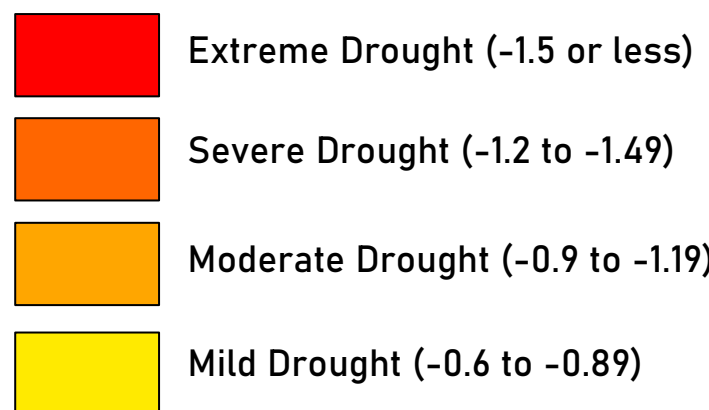 Extreme Drought (-1.5 or less)
Severe Drought (-1.2 to -1.49)
Moderate Drought (-0.9 to -1.19)
Mild Drought (-0.6 to -0.89)